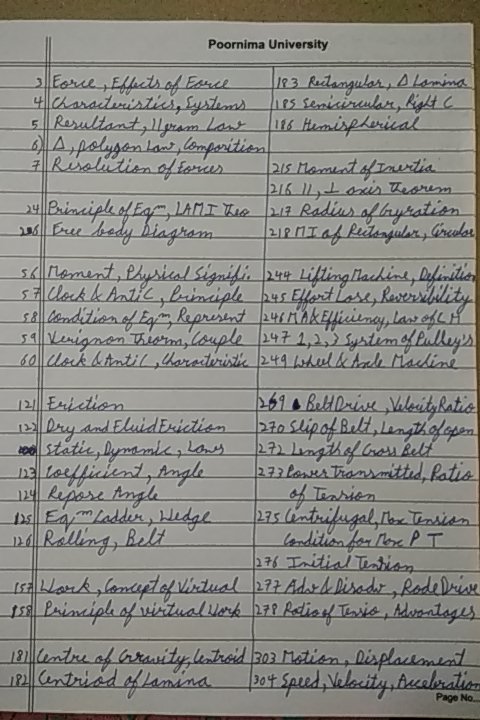 Poornima University
3 Force, Effects of Force
4 Characteristics, Systems
5 Resultant, 11gram Law
6) Δ, polygon Law, Composition
7 Resolution of Forces
24 Principle of Eqm, LAMI Theo
26 Free body Diagram
56 Moment, Physical Signifi.
57 Clock & Anti C, Principle
58 Condition of Eqm, Represent
59 Verignon Theorm, Couple
60 Clock & Anti C, Characteristic
121 Friction
122 Dry and Fluid Friction
Static, Dynamic, Laws
123 Coefficient, Angle
124 Repose Angle
125 Eqm Ladder, Wedge
126 Rolling, Belt
157 Work, Concept of Virtual
158 Principle of virtual Work
181 Centre of Gravity, Centroid
182 Centriod of Lamina
183 Rectangular, Δ Lamina
185 Semicircular, Right C
186 Hemispherical
215 Moment of Inertia
216 11, ⊥ axis theorem
217 Radius of Gyration
218 MI of Rectangular, Circular
244 Lifting Machine, Definition
245 Effort Lose, Reversibility
246 MA & Efficiency, Law of LM
247 1, 2, 3 System of Pulley's
249 Wheel & Axle Machine
269 Belt Drive, Velocity Ratio
270 Slip of Belt, Length of open
272 Length of Cross Belt
273 Power Transmitted, Ratio
of Tension
275 Centrifugal, Max Tension
Condition for Max P T
276 Initial Tension
277 Adv & Disadv, Rode Drive
278 Ratio of Tensio, Advantages
303 Motion, Displacement
304 Speed, Velocity, Acceleration
Page No...